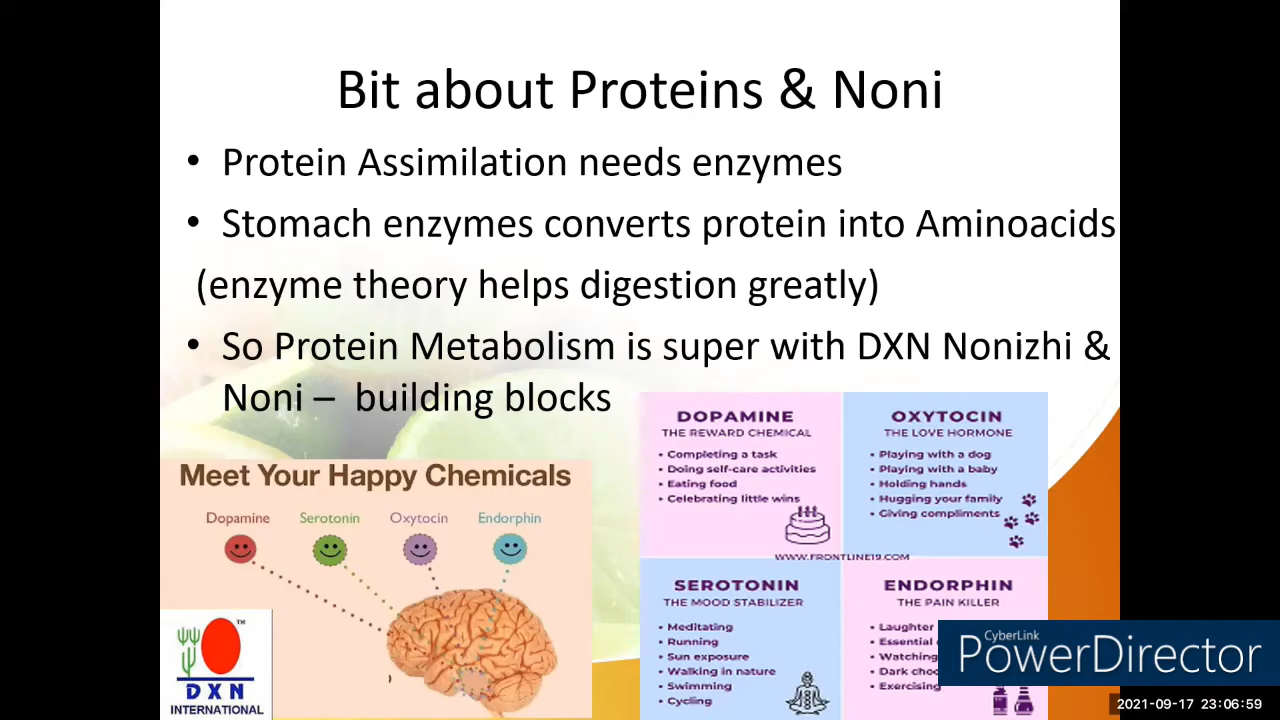 Bit about Proteins & Noni
• Protein Assimilation needs enzymes
• Stomach enzymes converts protein into Aminoacids
(enzyme theory helps digestion greatly)
• So Protein Metabolism is super with DXN Nonizhi &
Noni – building blocks
Meet Your Happy Chemicals
Dopamine Serotonin Oxytocin Endorphin
DXN
INTERNATIONAL
TM
DOPAMINE
THE REWARD CHEMICAL
• Completing a task
• Doing self-care activities
• Eating food
• Celebrating little wins
OXYTOCIN
THE LOVE HORMONE
• Playing with a dog
• Playing with a baby
• Holding hands
• Hugging your family
• Giving compliments
WWW.FRONTLINE19.COM
SEROTONIN
THE MOOD STABILIZER
• Meditating
• Running
• Sun exposure
• Walking in nature
• Swimming
• Cycling
ENDORPHIN
THE PAIN KILLER
• Laughter
• Essential
• Watching
• Dark
• Exercising
CyberLink
PowerDirector
2021-09-17 23:06:59